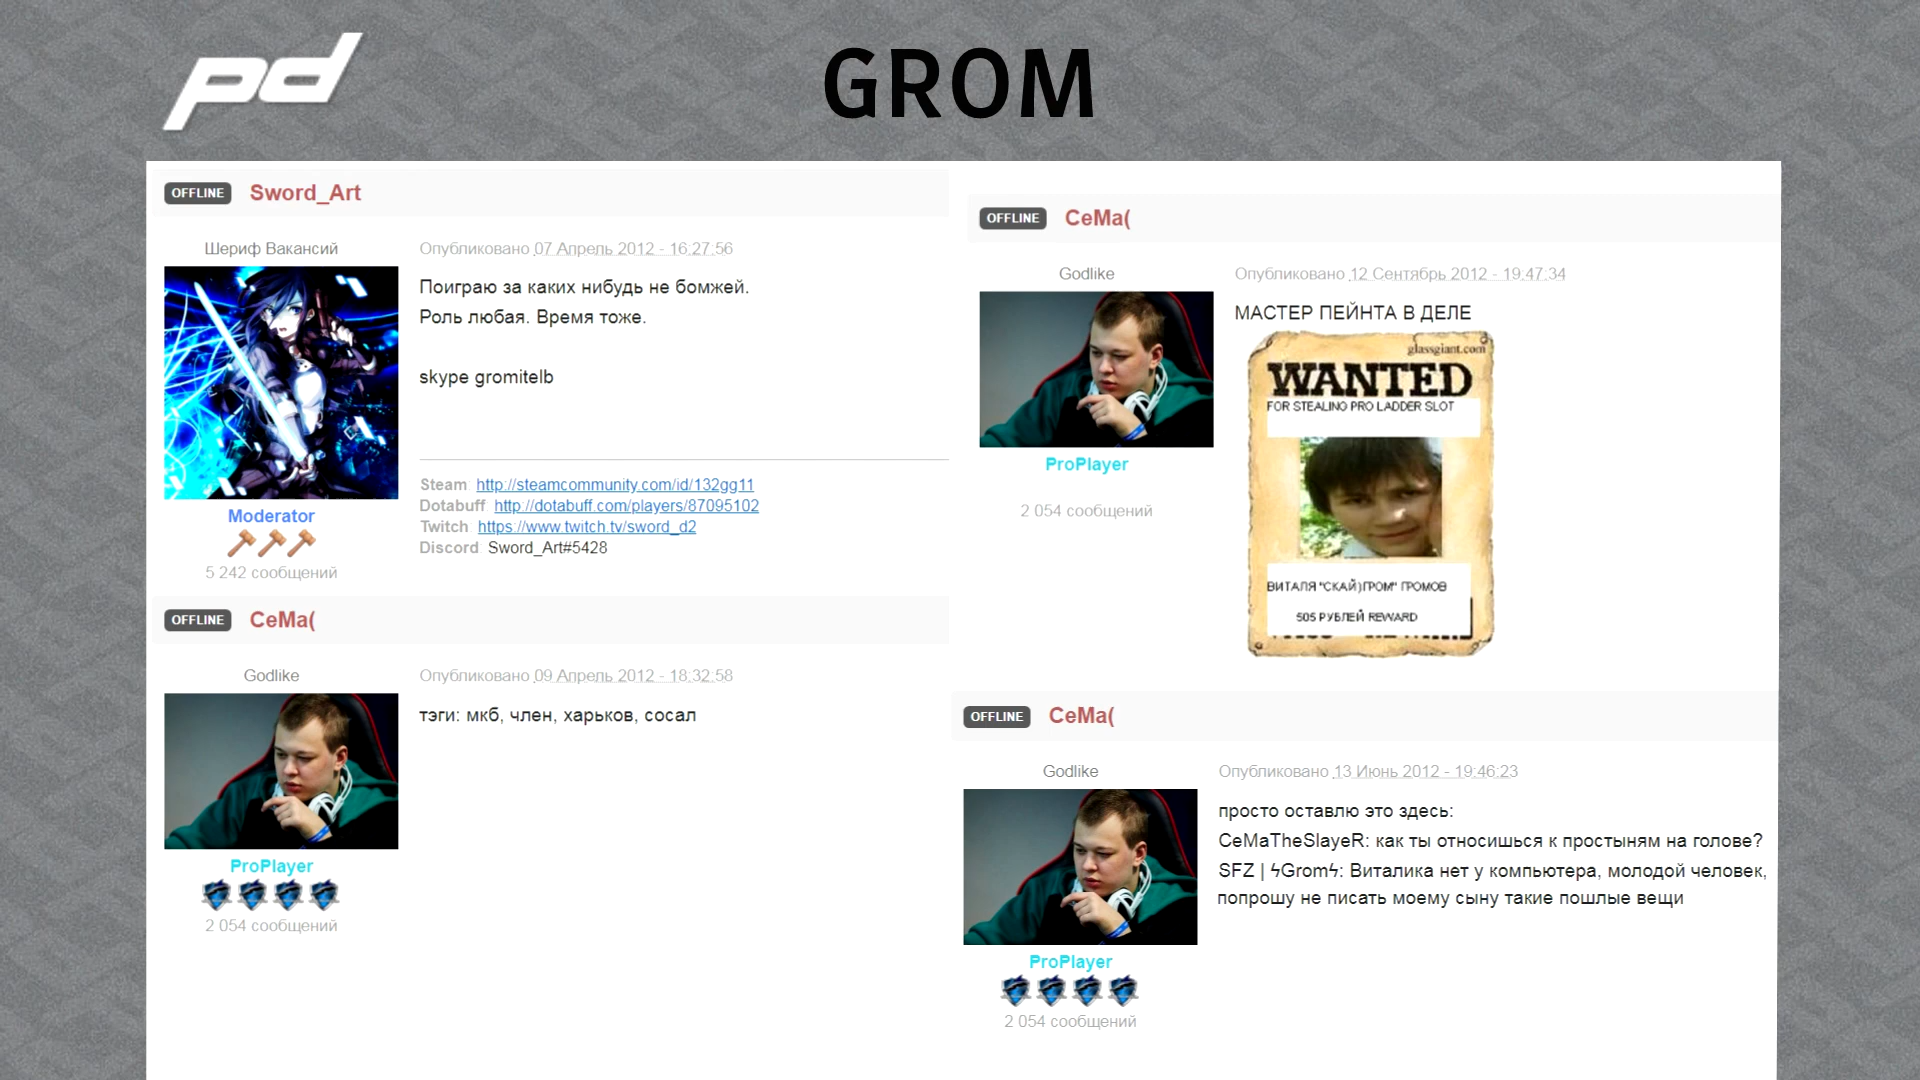 pd
GROM
OFFLINE Sword_Art
Шериф Вакансий
Опубликовано 07 Апрель 2012 - 16:27:56
Поиграю за каких нибудь не бомжей.
Роль любая. Время тоже.
skype gromitelb
Moderator
5 242 сообщений
Steam: http://steamcommunity.com/id/132gg11
Dotabuff: http://dotabuff.com/players/87095102
Twitch: https://www.twitch.tv/sword_d2
Discord: Sword_Art#5428
OFFLINE CeMa(
Godlike
Опубликовано 09 Апрель 2012 - 18:32:58
тэги: мкб, член, харьков, сосал
ProPlayer
2 054 сообщений
OFFLINE CeMa(
Godlike
Опубликовано 12 Сентябрь 2012 - 19:47:34
МАСТЕР ПЕЙНТА В ДЕЛЕ
glassgiant.com
WANTED
FOR STEALING PRO LADDER SLOT
ВИТАЛЯ "СКАЙ)ГРОМ" ГРОМОВ
505 РУБЛЕЙ REWARD
ProPlayer
2 054 сообщений
OFFLINE CeMa(
Godlike
Опубликовано 13 Июнь 2012 - 19:46:23
просто оставлю это здесь:
CeMaTheSlayeR: как ты относишься к простыням на голове?
SFZ | ϟGromϟ: Виталика нет у компьютера, молодой человек,
попрошу не писать моему сыну такие пошлые вещи
ProPlayer
2 054 сообщений